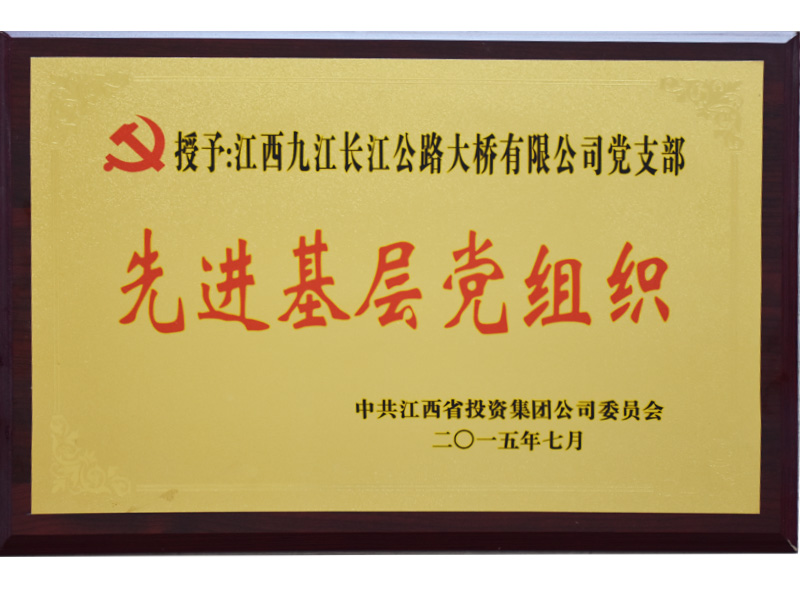 授予:江西九江长江公路大桥有限公司党支部
先进基层党组织
中共江西省投资集团公司委员会
二〇一五年七月